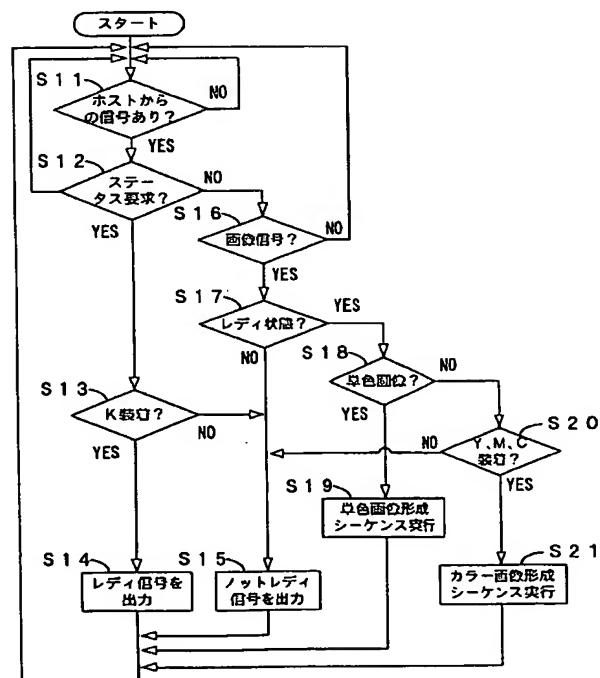 スタート
S11
ホストから
の信号あり？
NO
YES
S12
ステー
タス要求？
NO
YES
S16
画像信号？
NO
YES
S17
レディ状態？
YES
NO
S18
単色画像？
NO
YES
S13
K装着？
NO
YES
S20
Y、M、C
装着？
NO
YES
S19
単色画像形成
シーケンス実行
S14
レディ信号を
出力
S15
ノットレディ
信号を出力
S21
カラー画像形成
シーケンス実行